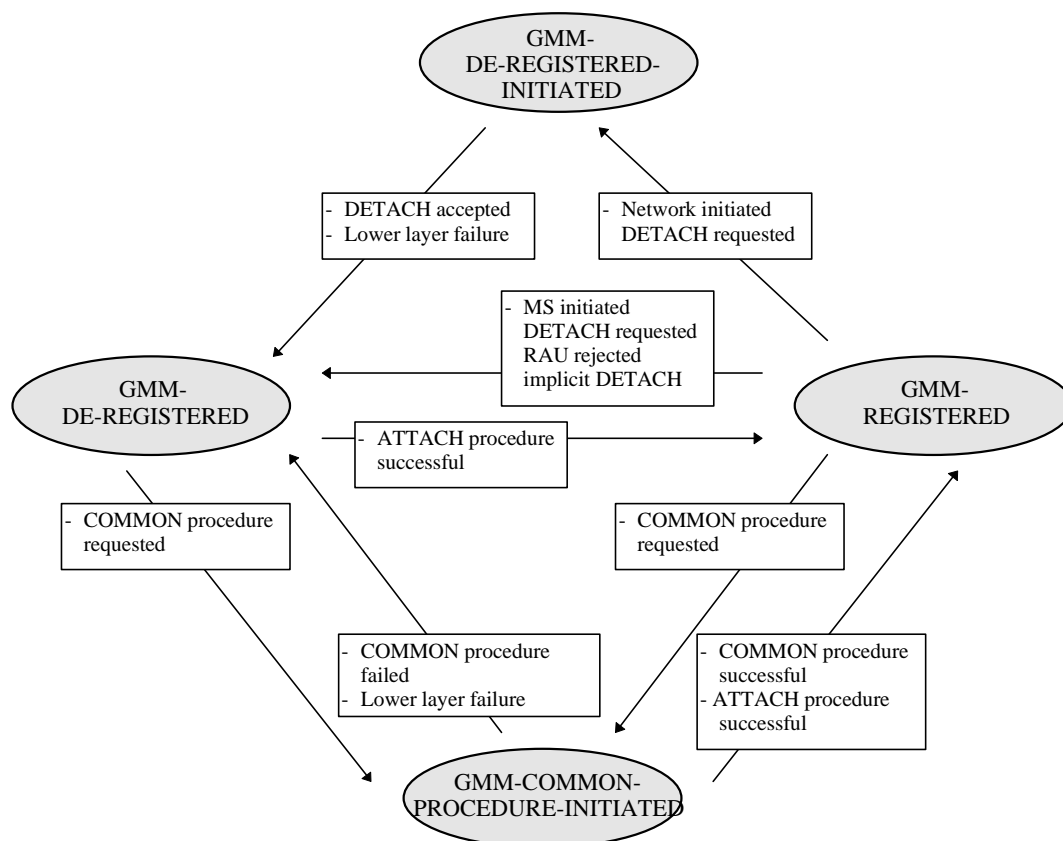 GMM-
DE-REGISTERED-
INITIATED
- DETACH accepted
- Lower layer failure
- Network initiated
DETACH requested
- MS initiated
DETACH requested
RAU rejected
implicit DETACH
GMM-
DE-REGISTERED
GMM-
REGISTERED
- ATTACH procedure
successful
- COMMON procedure
requested
- COMMON procedure
requested
- COMMON procedure
failed
- Lower layer failure
- COMMON procedure
successful
- ATTACH procedure
successful
GMM-COMMON-
PROCEDURE-INITIATED